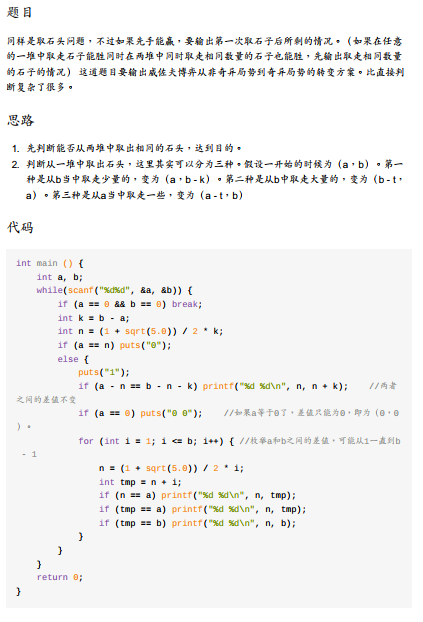 题目
同样是取石头问题，不过如果先手能赢，要输出第一次取石子后所剩的情况。（如果在任意
的一堆中取走石子能胜同时在两堆中同时取走相同数量的石子也能胜，先输出取走相同数量
的石子的情况）这道题目要输出威佐夫博弈从非奇异局势到奇异局势的转变方案。比直接判
断复杂了很多。
思路
1. 先判断能否从两堆中取出相同的石头，达到目的。
2. 判断从一堆中取出石头，这里其实可以分为三种。假设一开始的时候为（a，b）。第一
种是从b当中取走少量的，变为（a，b - k）。第二种是从b中取走大量的，变为（b - t，
a）。第三种是从a当中取走一些，变为（a - t，b）
代码
int main () {
int a, b;
while(scanf("%d%d", &a, &b)) {
if (a == 0 && b == 0) break;
int k = b - a;
int n = (1 + sqrt(5.0)) / 2 * k;
if (a == n) puts("0");
else {
puts("1");
if (a - n == b - n - k) printf("%d %d\n", n, n + k); //两者
之间的差值不变
if (a == 0) puts("0 0"); //如果a等于0了，差值只能为0，即为（0，0
）。
for (int i = 1; i <= b; i++) { //枚举a和b之间的差值，可能从1一直到b
- 1
n = (1 + sqrt(5.0)) / 2 * i;
int tmp = n + i;
if (n == a) printf("%d %d\n", n, tmp);
if (tmp == a) printf("%d %d\n", n, tmp);
if (tmp == b) printf("%d %d\n", n, b);
}
}
}
return 0;
}